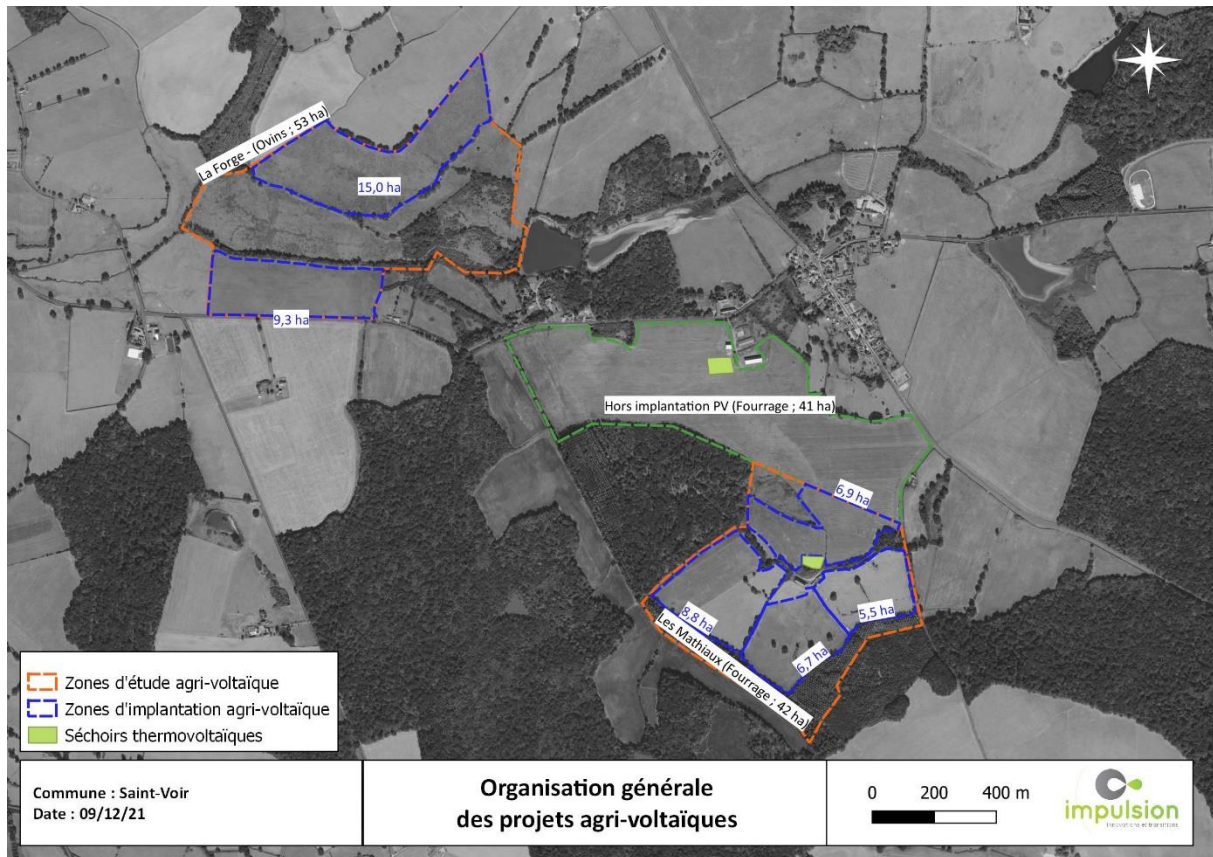 La Forge - (Ovins ; 53 ha)
15,0 ha
9,3 ha
Hors implantation PV (Fourrage ; 41 ha)
6,9 ha
8,8 ha
5,5 ha
6,7 ha
Les Mathiaux (Fourrage ; 42 ha)
Zones d'étude agri-voltaïque
Zones d'implantation agri-voltaïque
Séchoirs thermovoltaïques
Commune : Saint-Voir
Date : 09/12/21
Organisation générale
des projets agri-voltaïques
0 200 400 m
impulsion
innovations et transitions